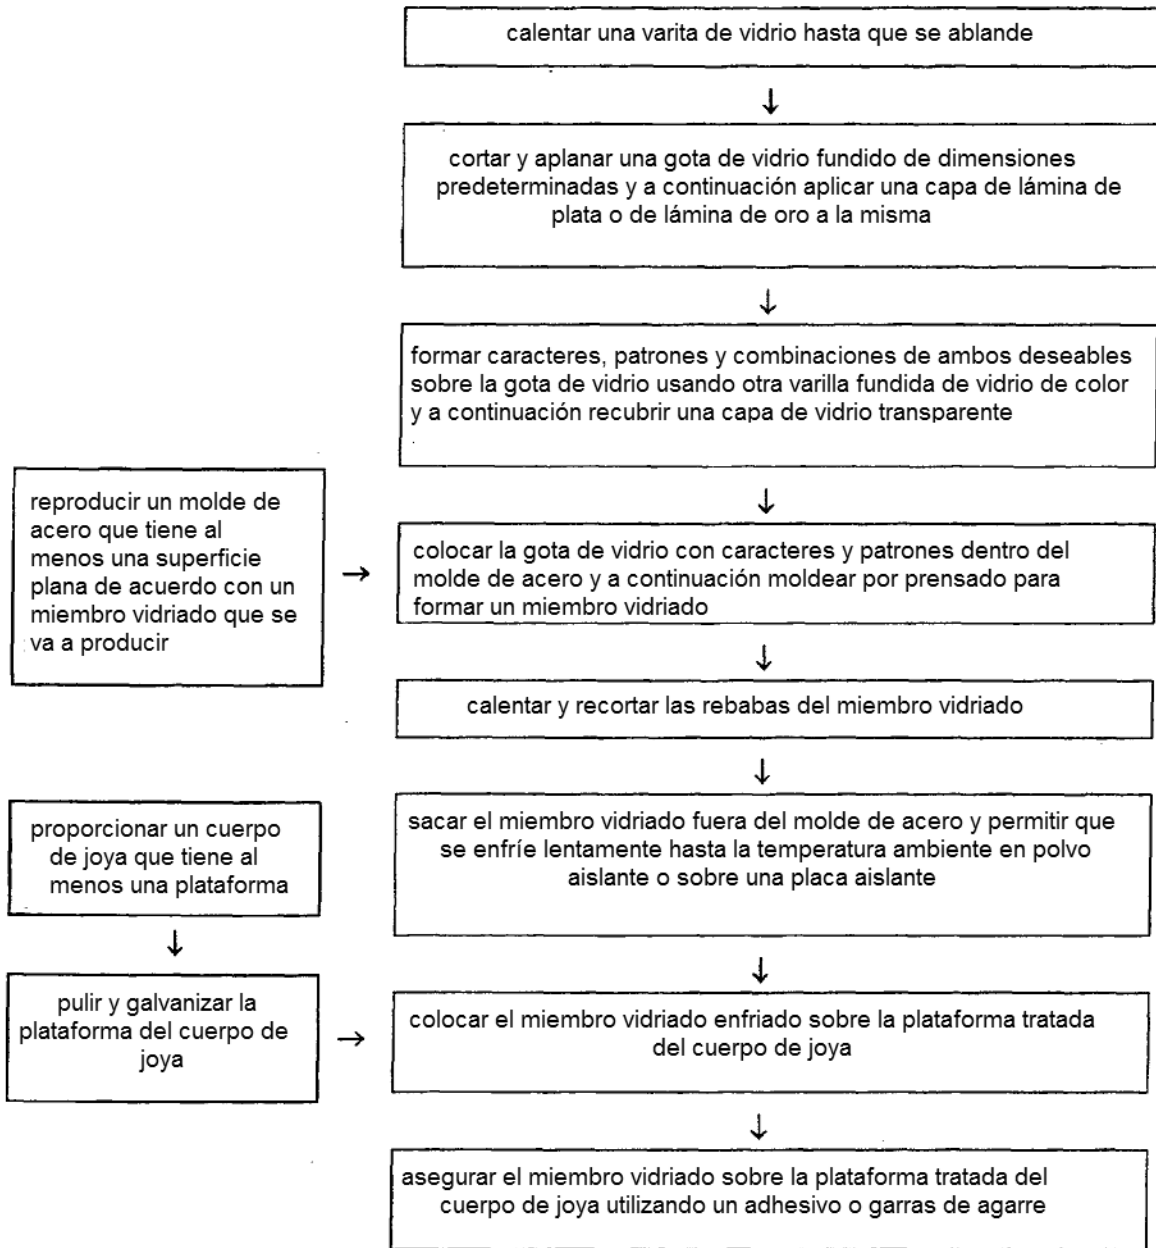 calentar una varita de vidrio hasta que se ablande
↓
cortar y aplanar una gota de vidrio fundido de dimensiones
predeterminadas y a continuación aplicar una capa de lámina de
plata o de lámina de oro a la misma
↓
formar caracteres, patrones y combinaciones de ambos deseables
sobre la gota de vidrio usando otra varilla fundida de vidrio de color
y a continuación recubrir una capa de vidrio transparente
↓
reproducir un molde de
acero que tiene al
menos una superficie
plana de acuerdo con un
miembro vidriado que se
va a producir
→
colocar la gota de vidrio con caracteres y patrones dentro del
molde de acero y a continuación moldear por prensado para
formar un miembro vidriado
↓
calentar y recortar las rebabas del miembro vidriado
↓
sacar el miembro vidriado fuera del molde de acero y permitir que
se enfríe lentamente hasta la temperatura ambiente en polvo
aislante o sobre una placa aislante
↓
proporcionar un cuerpo
de joya que tiene al
menos una plataforma
↓
pulir y galvanizar la
plataforma del cuerpo de
joya
→
colocar el miembro vidriado enfriado sobre la plataforma tratada
del cuerpo de joya
↓
asegurar el miembro vidriado sobre la plataforma tratada del
cuerpo de joya utilizando un adhesivo o garras de agarre